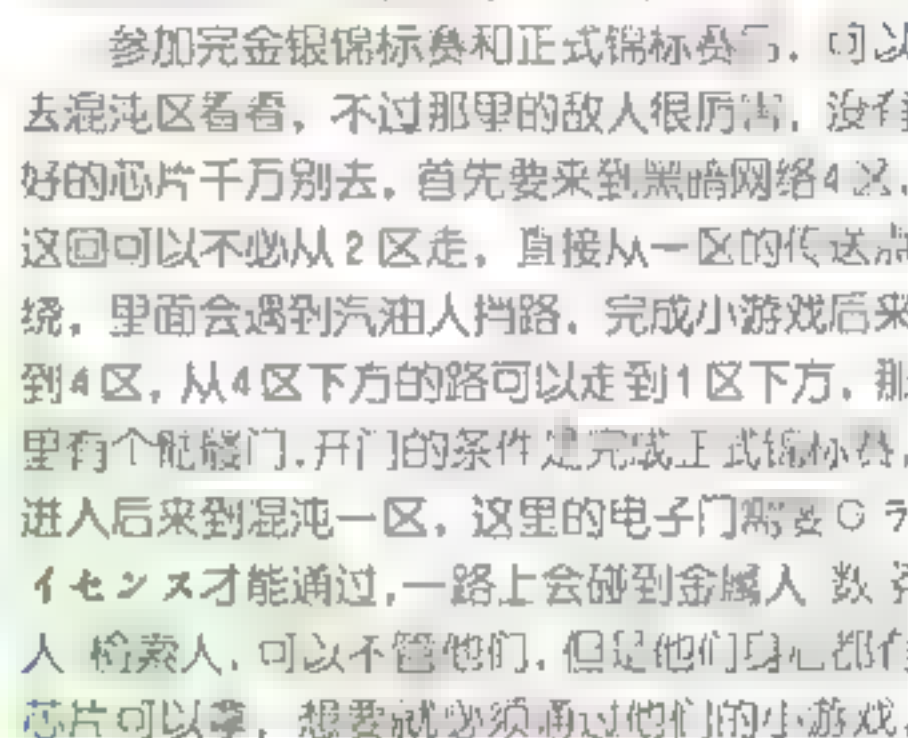 参加完金银锦标赛和正式锦标赛后，可以
去混沌区看看，不过那里的敌人很厉害，没有
好的芯片千万别去，首先要来到黑暗网络4区，
这回可以不必从2区走，直接从一区的传送点
绕，里面会遇到汽油人挡路，完成小游戏后来
到4区，从4区下方的路可以走到1区下方，那
里有个骷髅门，开门的条件是完成正式锦标赛，
进入后来到混沌一区，这里的电子门需要Ｏラ
イセンス才能通过，一路上会碰到金属人 数
人 检索人，可以不管他们，但是他们身上都有
芯片可以拿，想要就必须通过他们的小游戏，